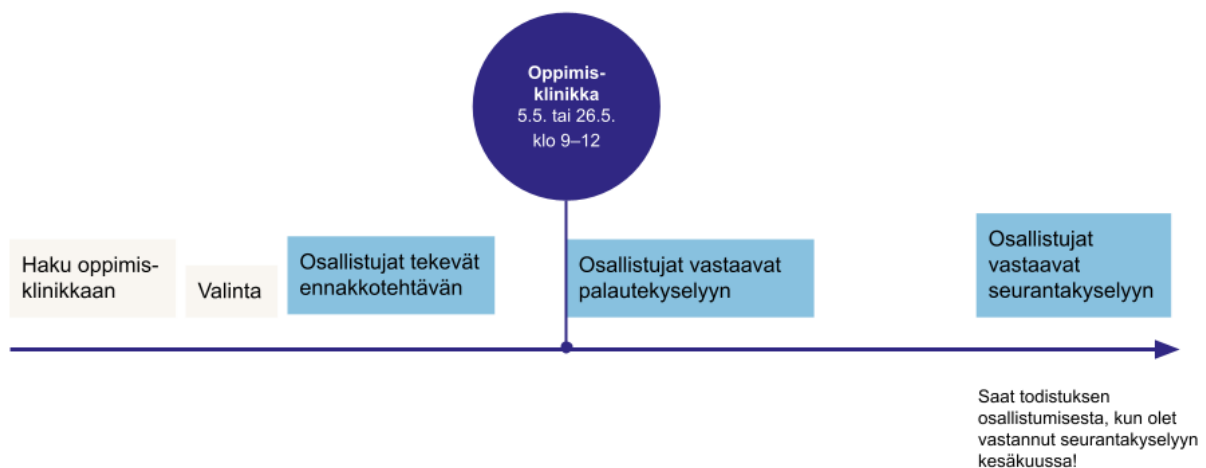 Oppimis-
klinikka
5.5. tai 26.5.
klo 9–12
Haku oppimis-
klinikkaan
Valinta
Osallistujat tekevät
ennakkotehtävän
Osallistujat vastaavat
palautekyselyyn
Osallistujat
vastaavat
seurantakyselyyn
Saat todistuksen
osallistumisesta, kun olet
vastannut seurantakyselyyn
kesäkuussa!